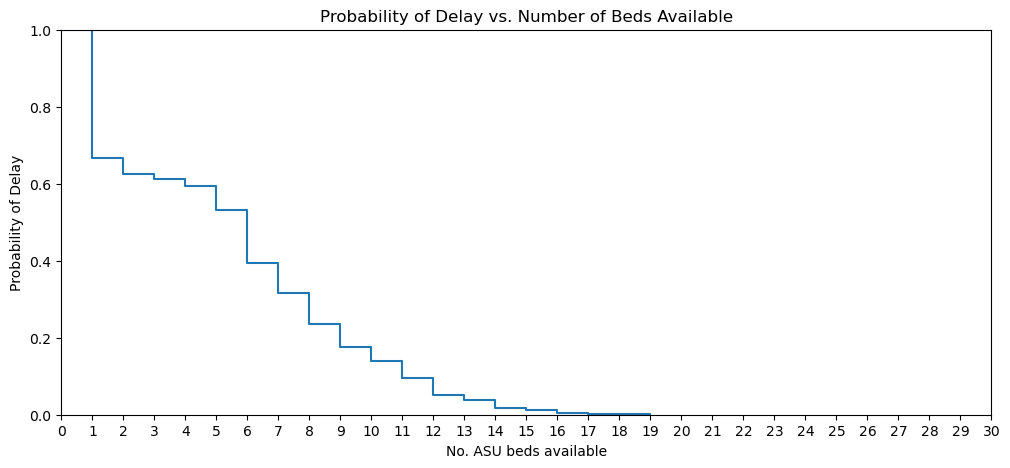 Probability of Delay vs. Number of Beds Available
1.0
0.8
0.6
0.4
0.2
0.0
Probability of Delay
0 1 2 3 4 5 6 7 8 9 10 11 12 13 14 15 16 17 18 19 20 21 22 23 24 25 26 27 28 29 30
No. ASU beds available